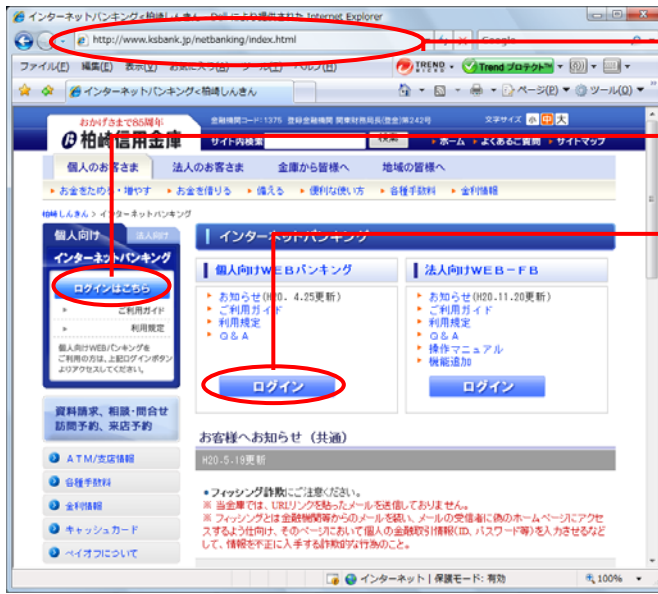 インターネットバンキング<柏崎しんきん - Dell により提供された Internet Explorer
http://www.ksbank.jp/netbanking/index.html
Google
ファイル(E) 編集(E) 表示(V) お気に入り(A) ツール(T) ヘルプ(H)
TREND MICRO Trend プロテクト
インターネットバンキング<柏崎しんきん
ページ(P) ツール(O)
おかげさまで85周年
柏崎信用金庫
金融機関コード:1375 登録金融機関 関東財務局長(登金)第242号
文字サイズ 小 中 大
サイト内検索 検索
ホーム よくあるご質問 サイトマップ
個人のお客さま 法人のお客さま 金庫から皆様へ 地域の皆様へ
お金をためる・増やす お金を借りる 備える 便利な使い方 各種手数料 金利情報
柏崎しんきん > インターネットバンキング
個人向け 法人向け
インターネットバンキング
ログインはこちら
ご利用ガイド
利用規定
個人向けWEBバンキングを
ご利用の方は、上記ログインボタン
よりアクセスしてください。
資料請求、相談・問合せ
訪問予約、来店予約
ATM/支店情報
各種手数料
金利情報
キャッシュカード
ペイオフについて
インターネットバンキング
個人向けWEBバンキング
お知らせ(H20. 4.25更新)
ご利用ガイド
利用規定
Q&A
ログイン
法人向けWEB-FB
お知らせ(H20.11.20更新)
ご利用ガイド
利用規定
Q&A
操作マニュアル
機能追加
ログイン
お客様へお知らせ (共通)
H20-5-19更新
•フィッシング詐欺にご注意ください。
※ 当金庫では、URLリンクを貼ったメールを送信しておりません。
※ フィッシングとは金融機関等からのメールを装い、メールの受信者に偽のホームページにアクセ
スするよう仕向け、そのページにおいて個人の金融取引情報(ID、パスワード等)を入力させるなど
して、情報を不正に入手する詐欺的な行為のこと。
インターネット | 保護モード: 有効
100%